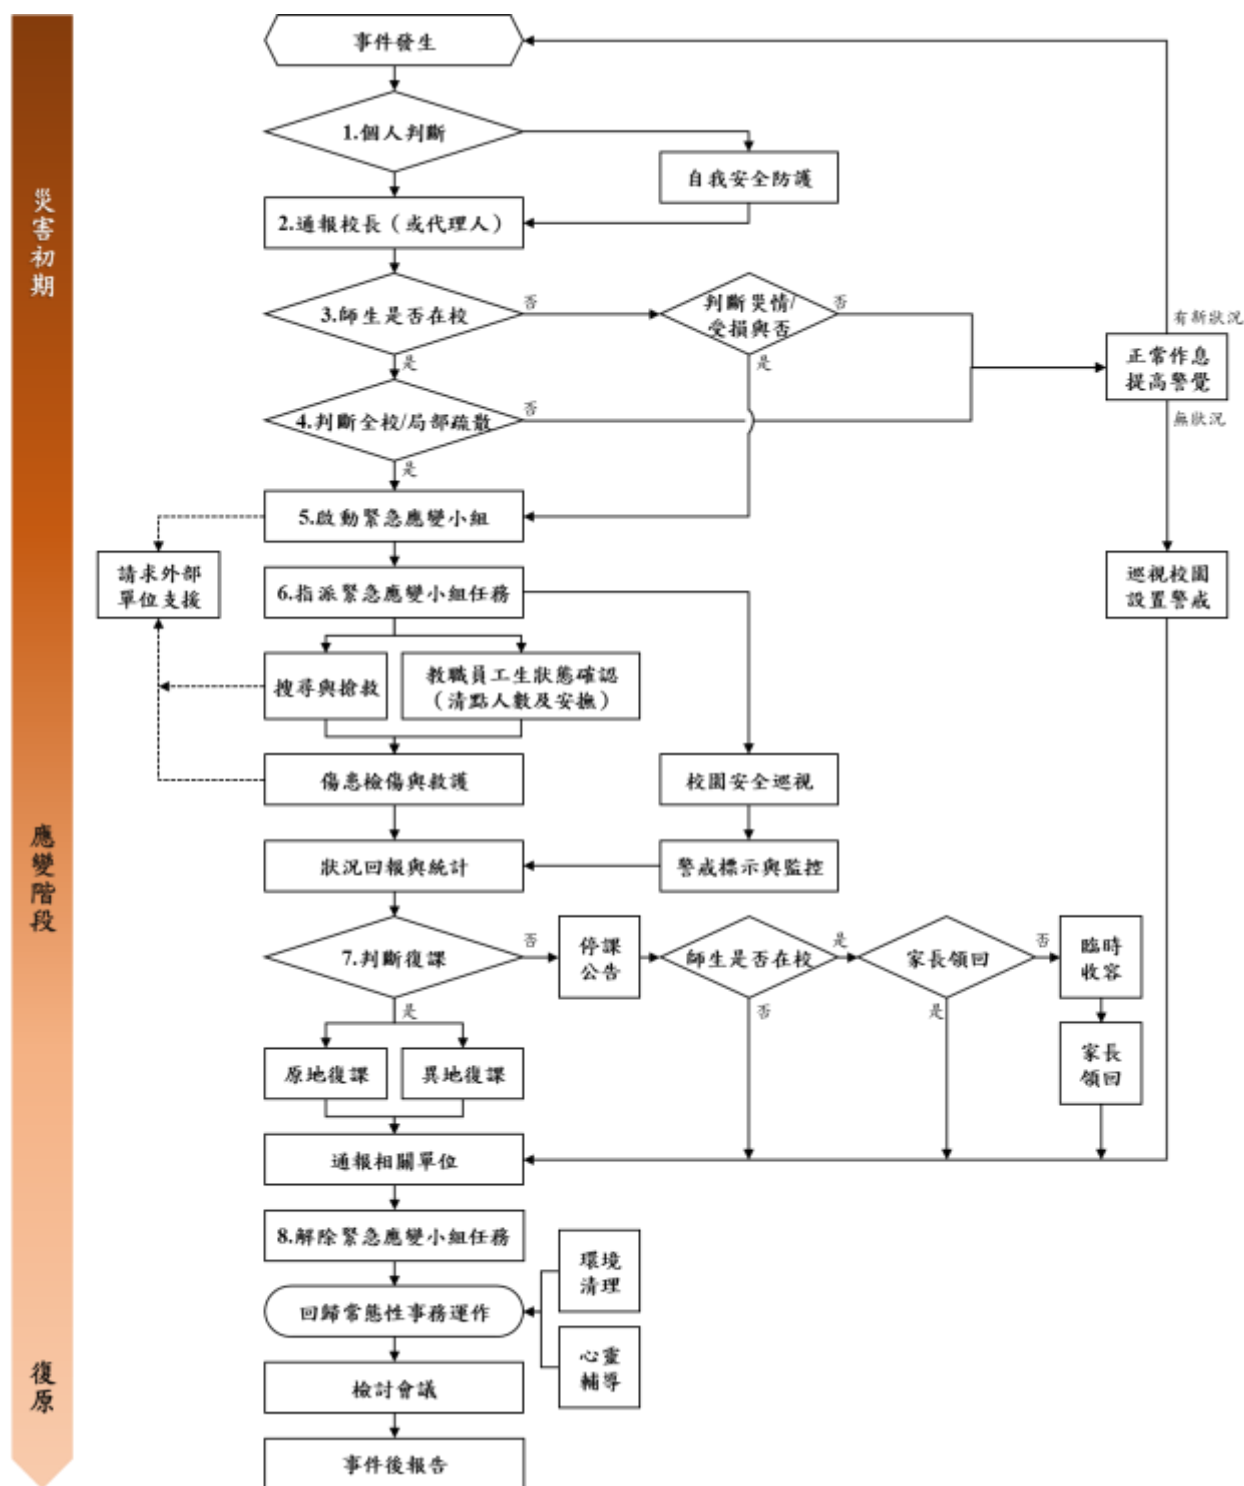 災害初期
應變階段
復原
事件發生
1.個人判斷
自我安全防護
2.通報校長（或代理人）
3.師生是否在校
否
是
判斷災情/
受損與否
否
是
有新狀況
正常作息
提高警覺
無狀況
4.判斷全校/局部疏散
否
是
5.啟動緊急應變小組
請求外部
單位支援
巡視校園
設置警戒
6.指派緊急應變小組任務
搜尋與搶救
教職員工生狀態確認
（清點人數及安撫）
傷患檢傷與救護
校園安全巡視
狀況回報與統計
警戒標示與監控
7.判斷復課
否
是
停課
公告
師生是否在校
是
否
家長領回
否
是
臨時
收容
家長
領回
原地復課
異地復課
通報相關單位
8.解除緊急應變小組任務
環境
清理
回歸常態性事務運作
心靈
輔導
檢討會議
事件後報告